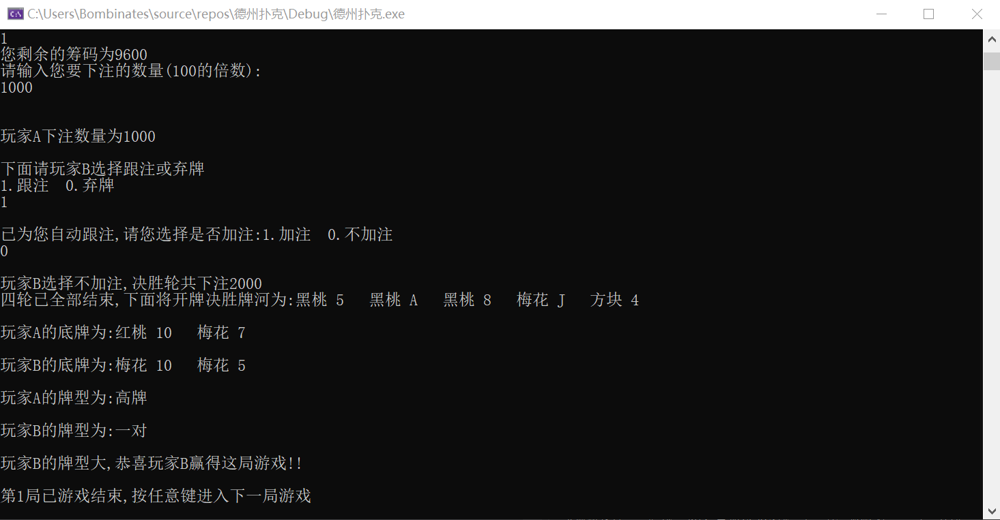 C:\Users\Bombinates\source\repos\德州扑克\Debug\德州扑克.exe
1
您剩余的筹码为9600
请输入您要下注的数量(100的倍数):
1000
玩家A下注数量为1000
下面请玩家B选择跟注或弃牌
1.跟注  0.弃牌
1
已为您自动跟注,请您选择是否加注:1.加注  0.不加注
0
玩家B选择不加注,决胜轮共下注2000
四轮已全部结束,下面将开牌决胜牌河为:黑桃 5   黑桃 A   黑桃 8   梅花 J   方块 4
玩家A的底牌为:红桃 10   梅花 7
玩家B的底牌为:梅花 10   梅花 5
玩家A的牌型为:高牌
玩家B的牌型为:一对
玩家B的牌型大,恭喜玩家B赢得这局游戏!!
第1局已游戏结束,按任意键进入下一局游戏